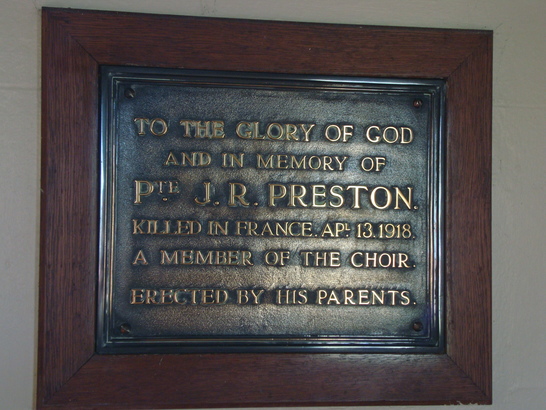 TO THE GLORY OF GOD
AND IN MEMORY OF
PTE. J. R. PRESTON.
KILLED IN FRANCE. APL. 13. 1918.
A MEMBER OF THE CHOIR.
ERECTED BY HIS PARENTS.